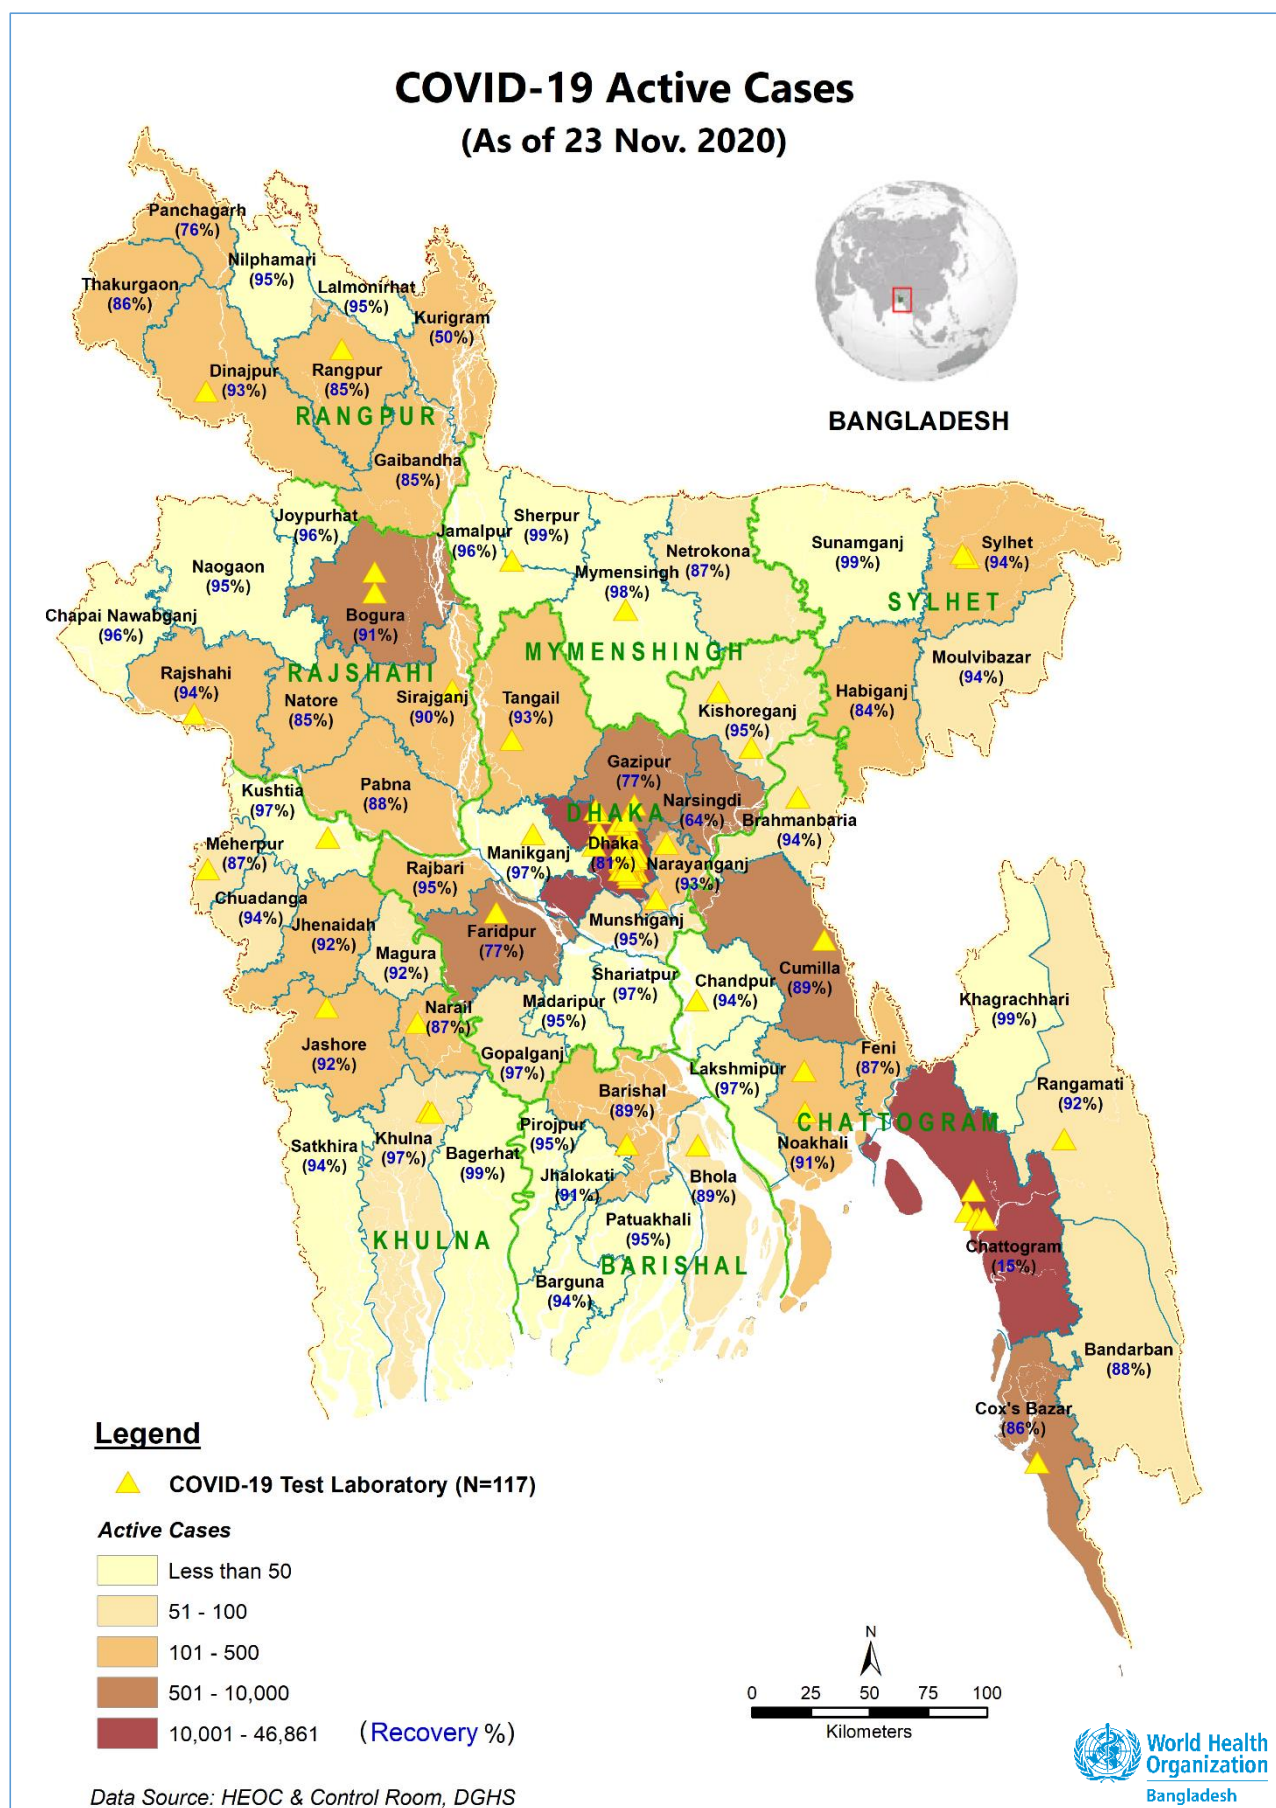 COVID-19 Active Cases
(As of 23 Nov. 2020)
Panchagarh
(76%)
Nilphamari
(95%)
Thakurgaon
(86%)
Lalmonirhat
(95%)
Kurigram
(50%)
Dinajpur
(93%)
Rangpur
(85%)
RANGPUR
BANGLADESH
Gaibandha
(85%)
Joypurhat
(96%)
Jamalpur
(96%)
Sherpur
(99%)
Netrokona
(87%)
Sunamganj
(99%)
Sylhet
(94%)
Naogaon
(95%)
Mymensingh
(98%)
SYLHET
Chapai Nawabganj
(96%)
Bogura
(91%)
MYMENSHINGH
Rajshahi
(94%)
RAJSHAHI
Moulvibazar
(94%)
Natore
(85%)
Sirajganj
(90%)
Tangail
(93%)
Kishoreganj
(95%)
Habiganj
(84%)
Gazipur
(77%)
Pabna
(88%)
Kushtia
(97%)
DHAKA
Narsingdi
(64%)
Brahmanbaria
(94%)
Meherpur
(87%)
Manikganj
(97%)
Dhaka
(81%)
Narayanganj
(93%)
Rajbari
(95%)
Chuadanga
(94%)
Jhenaidah
(92%)
Faridpur
(77%)
Munshiganj
(95%)
Magura
(92%)
Shariatpur
(97%)
Chandpur
(94%)
Cumilla
(89%)
Madaripur
(95%)
Khagrachhari
(99%)
Narail
(87%)
Jashore
(92%)
Gopalganj
(97%)
Lakshmipur
(97%)
Feni
(87%)
Rangamati
(92%)
Barishal
(89%)
CHATTOGRAM
Pirojpur
(95%)
Satkhira
(94%)
Khulna
(97%)
Bagerhat
(99%)
Noakhali
(91%)
Jhalokati
(91%)
Bhola
(89%)
Patuakhali
(95%)
KHULNA
BARISHAL
Chattogram
(15%)
Barguna
(94%)
Bandarban
(88%)
Cox's Bazar
(86%)
Legend
COVID-19 Test Laboratory (N=117)
Active Cases
Less than 50
51 - 100
101 - 500
501 - 10,000
10,001 - 46,861 (Recovery %)
N
0 25 50 75 100
Kilometers
World Health
Organization
Bangladesh
Data Source: HEOC & Control Room, DGHS